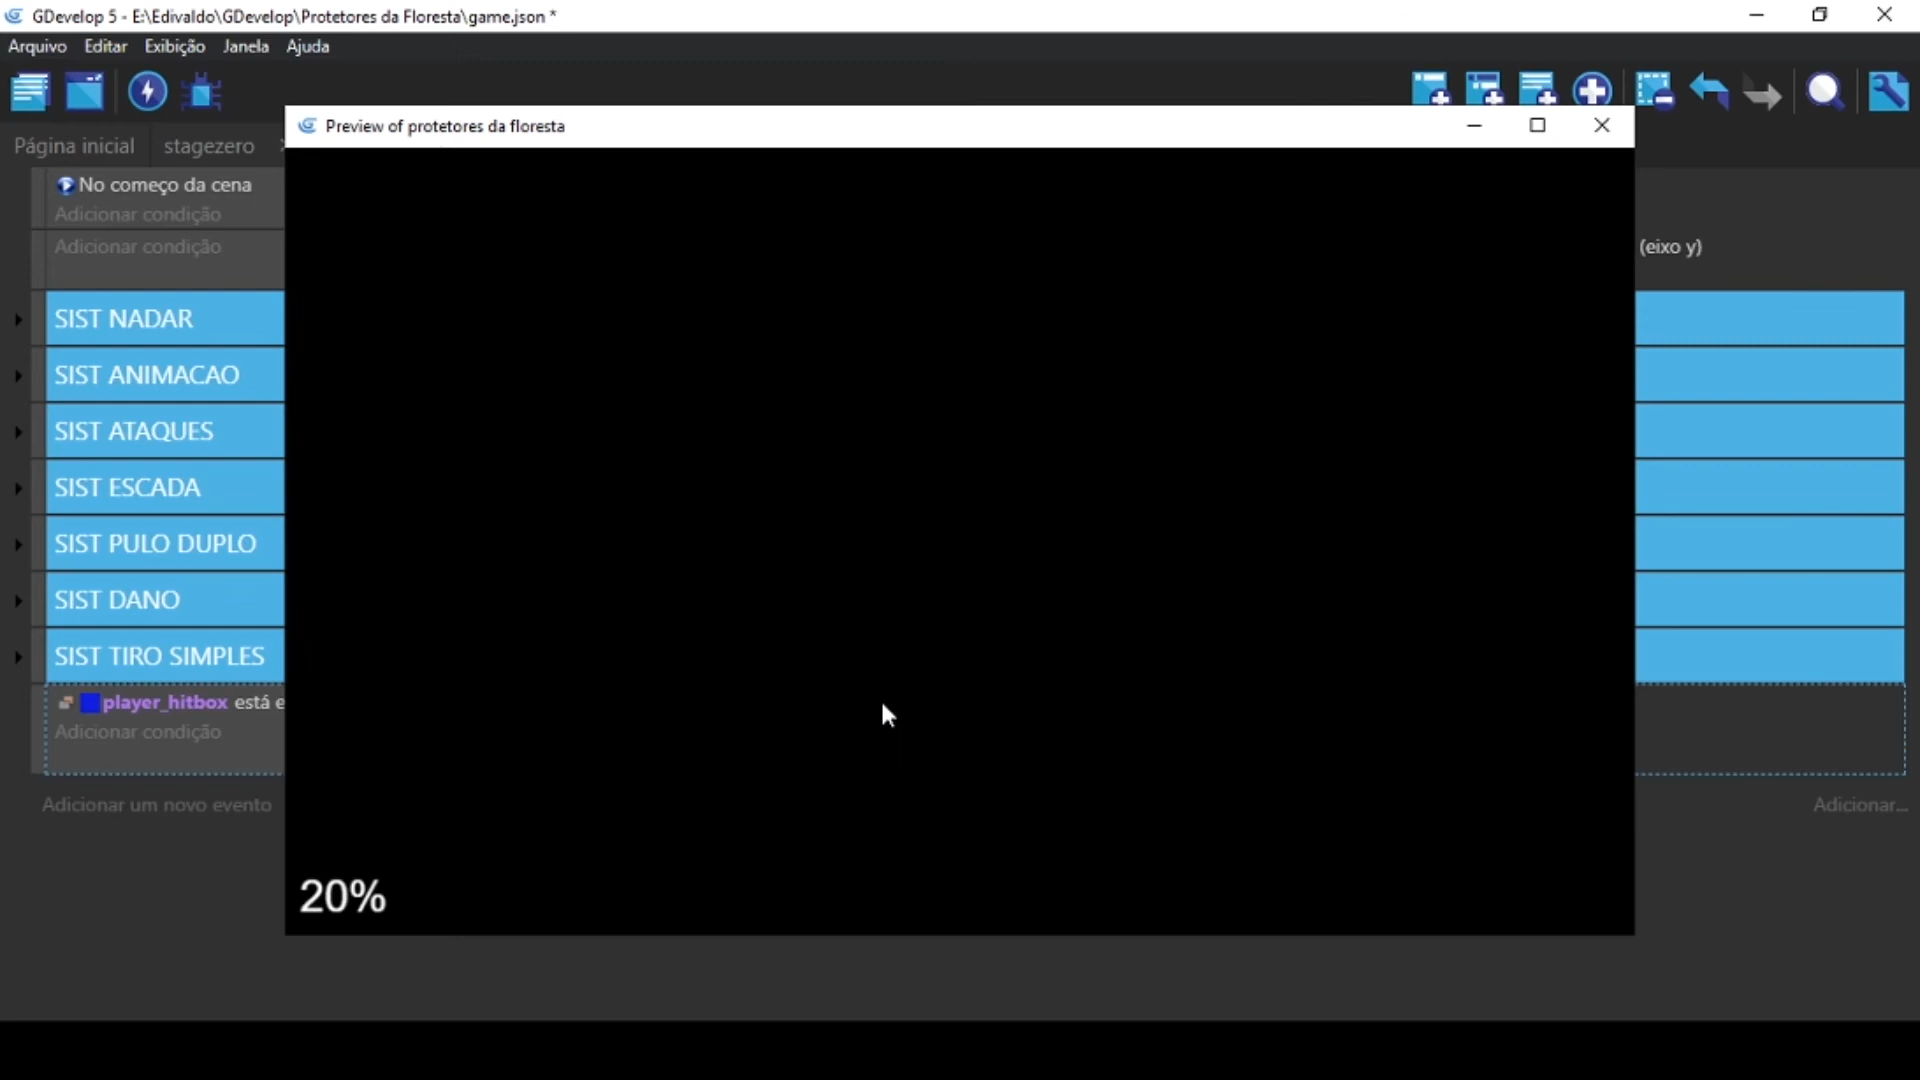 GDevelop 5 - E:\Edivaldo\GDevelop\Protetores da Floresta\game.json *
Arquivo Editar Exibição Janela Ajuda
Preview of protetores da floresta
Página inicial stagezero
No começo da cena
Adicionar condição
Adicionar condição
(eixo y)
SIST NADAR
SIST ANIMACAO
SIST ATAQUES
SIST ESCADA
SIST PULO DUPLO
SIST DANO
SIST TIRO SIMPLES
player_hitbox está e
Adicionar condição
Adicionar um novo evento
Adicionar...
20%